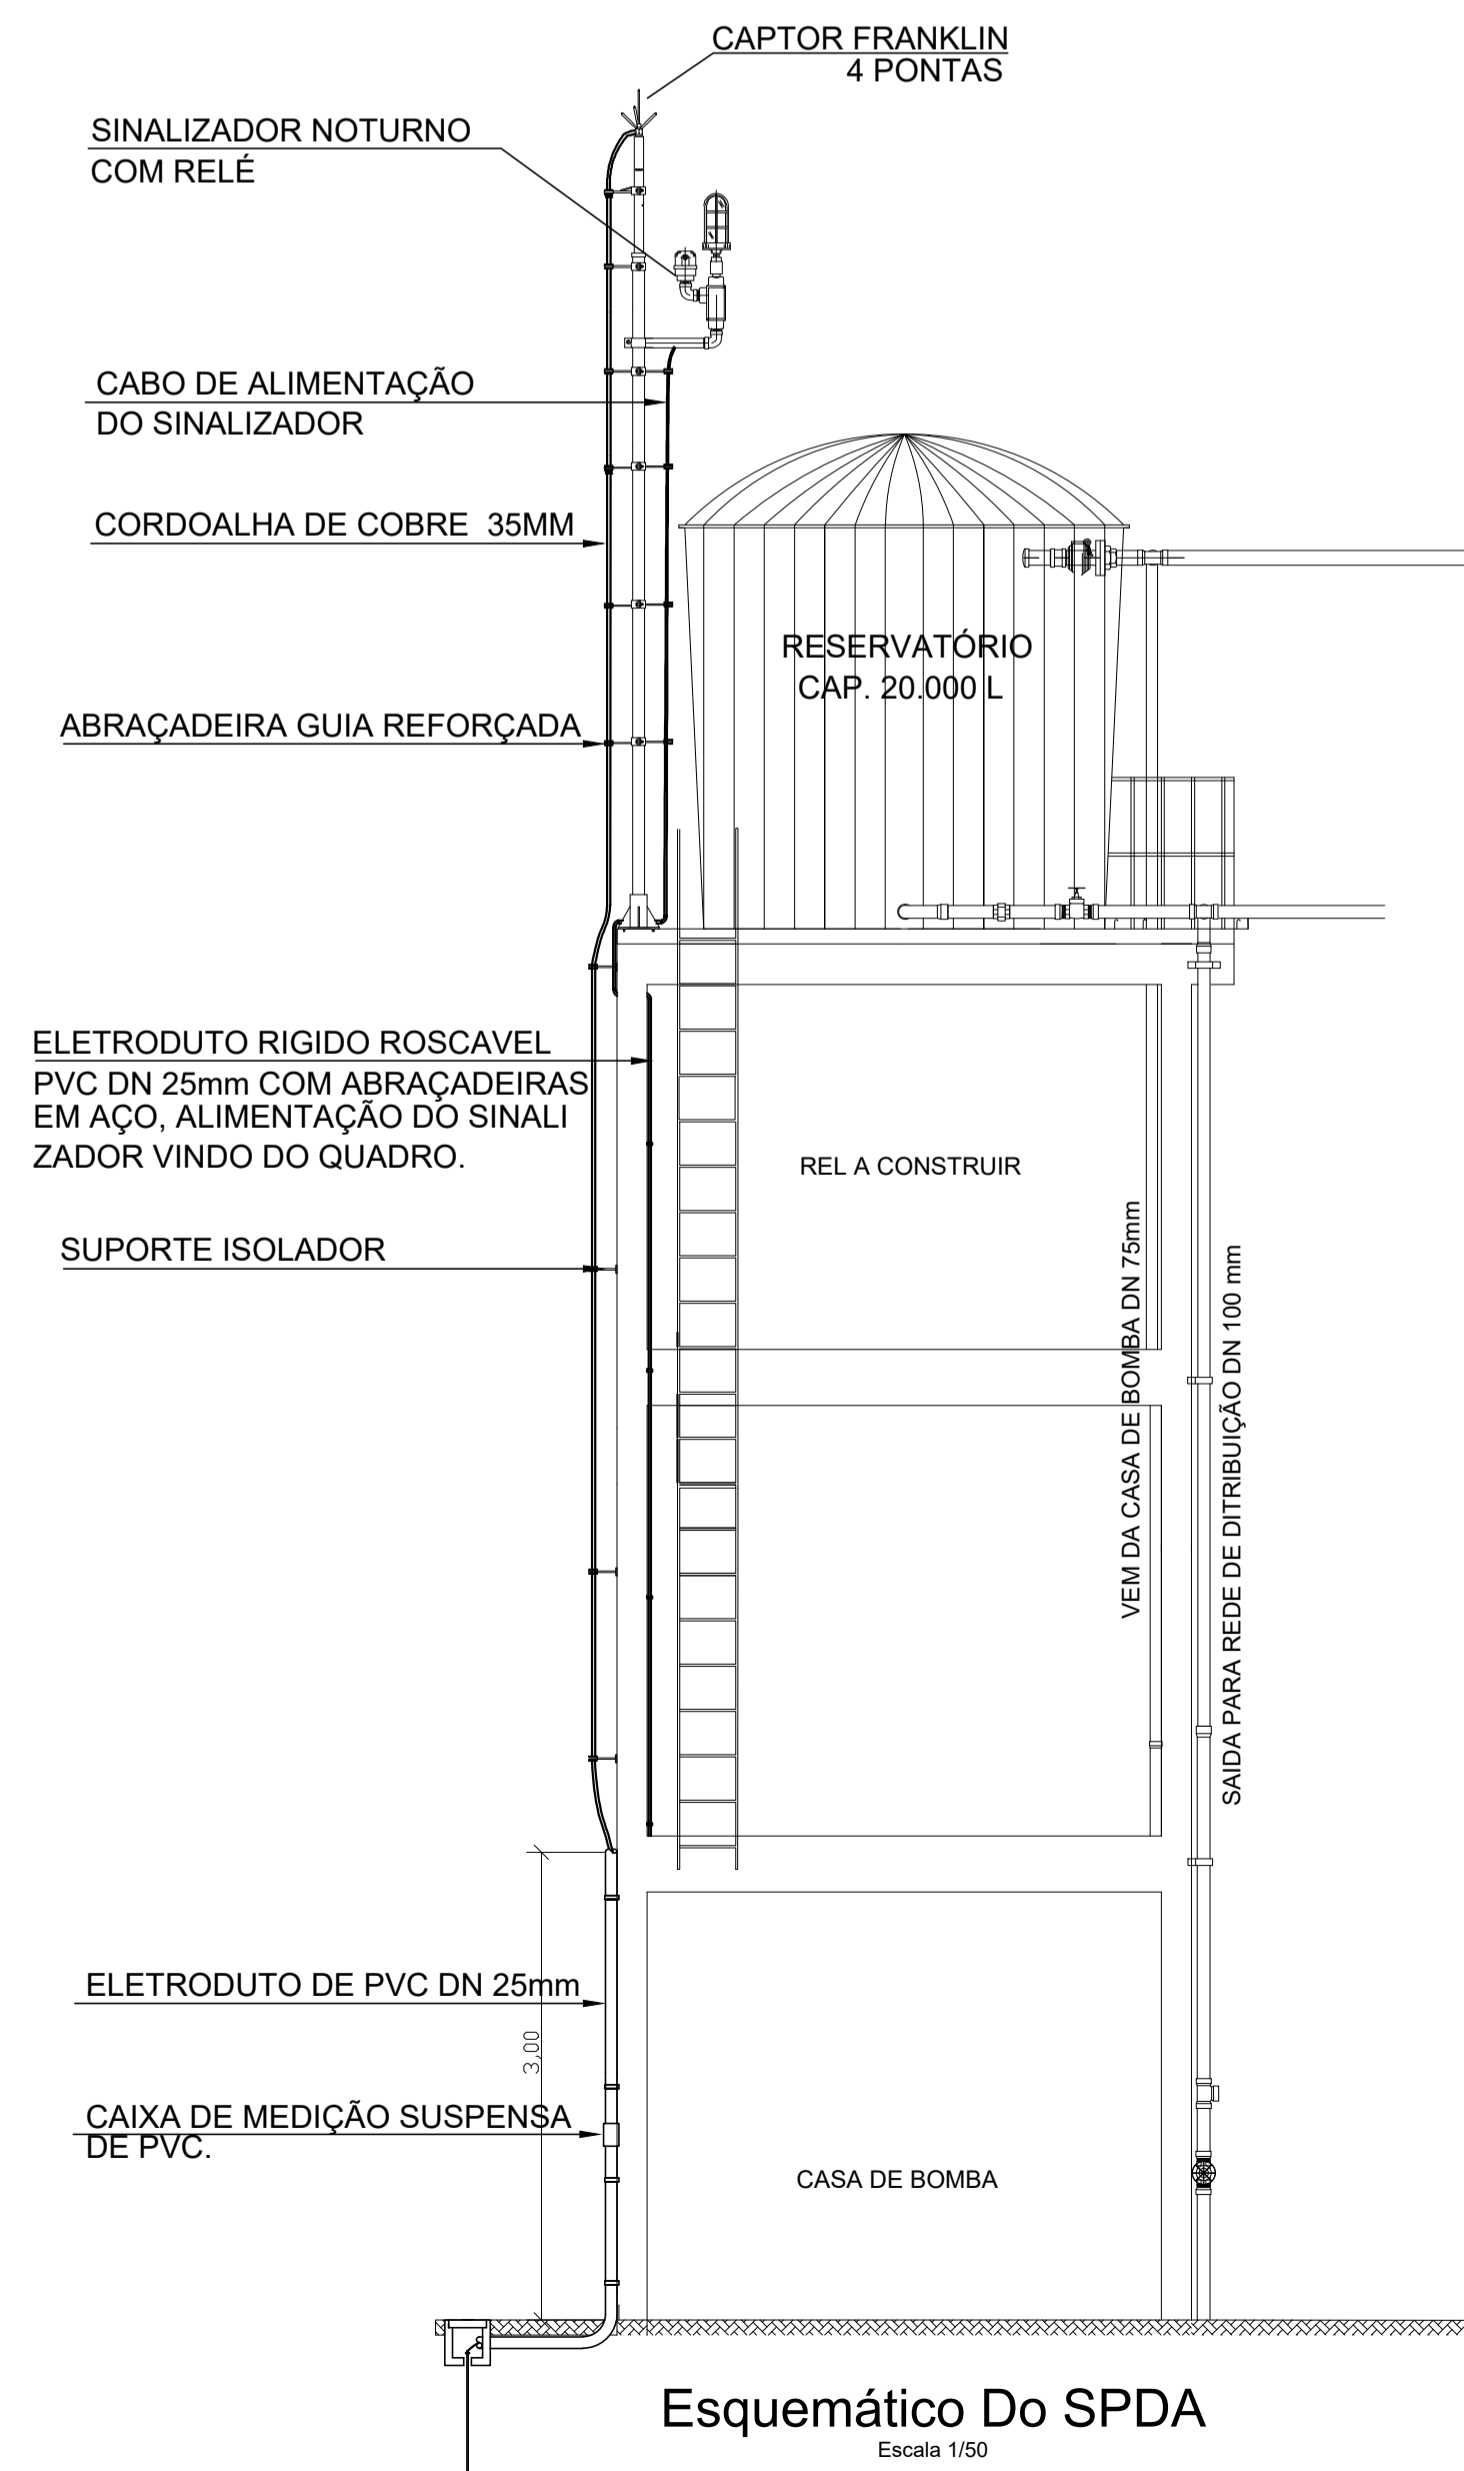 CAPTOR FRANKLIN
4 PONTAS
SINALIZADOR NOTURNO
COM RELÉ
CABO DE ALIMENTAÇÃO
DO SINALIZADOR
CORDOALHA DE COBRE 35MM
RESERVATÓRIO
CAP. 20.000 L
ABRAÇADEIRA GUIA REFORÇADA
ELETRODUTO RIGIDO ROSCAVEL
PVC DN 25mm COM ABRAÇADEIRAS
EM AÇO, ALIMENTAÇÃO DO SINALI
ZADOR VINDO DO QUADRO.
REL A CONSTRUIR
SUPORTE ISOLADOR
VEM DA CASA DE BOMBA DN 75mm
SAIDA PARA REDE DE DITRIBUIÇÃO DN 100 mm
ELETRODUTO DE PVC DN 25mm
3,00
CAIXA DE MEDIÇÃO SUSPENSA
DE PVC.
CASA DE BOMBA
Esquemático Do SPDA
Escala 1/50